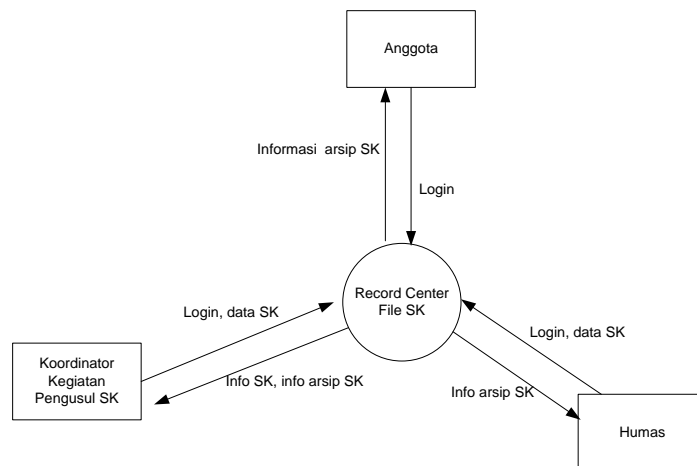 Anggota
Informasi arsip SK
Login
Record Center
File SK
Login, data SK
Login, data SK
Koordinator
Kegiatan
Pengusul SK
Info SK, info arsip SK
Info arsip SK
Humas